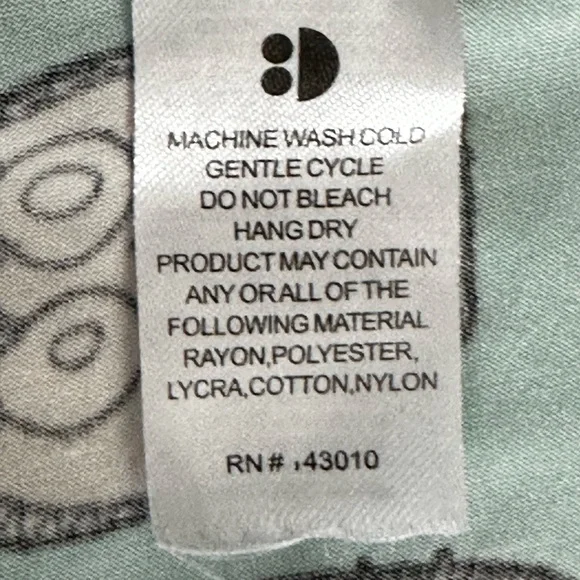 MACHINE WASH COLD
GENTLE CYCLE
DO NOT BLEACH
HANG DRY
PRODUCT MAY CONTAIN
ANY OR ALL OF THE
FOLLOWING MATERIAL
RAYON,POLYESTER,
LYCRA,COTTON,NYLON
RN # ,43010